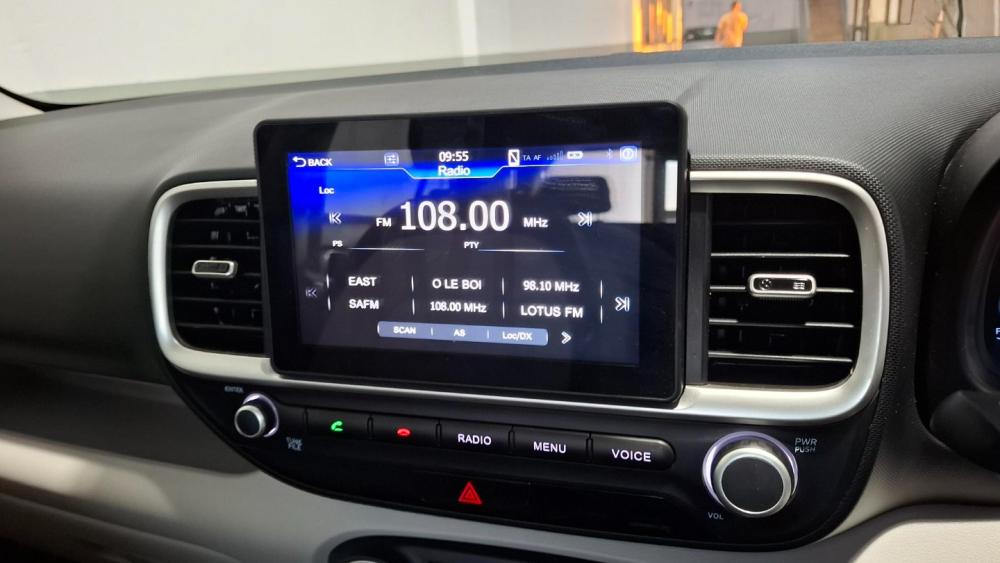 BACK
09:55
TA AF
Radio
Loc
FM 108.00 MHz
PS
PTY
EAST
O LE BOI
98.10 MHz
SAFM
108.00 MHz
LOTUS FM
SCAN
AS
Loc/DX
ENTER
TUNE
FILE
RADIO
MENU
VOICE
PWR
PUSH
VOL